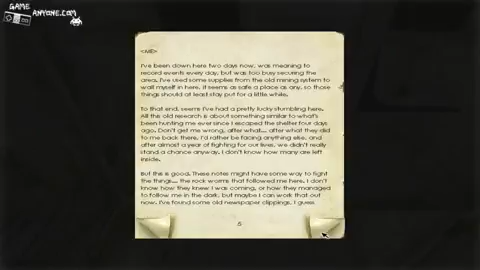 GAME
ANYONE.COM
<ME>
I've been down here two days now, was meaning to
record events every day, but was too busy securing the
area. I've used some supplies from the old mining system to
wall myself in here, it seems as safe a place as any, so those
things should at least stay put for a little while.
To that end, seems I've had a pretty lucky stumbling here.
All this old research is about something similar to what's
been hunting me ever since I escaped the shelter four days
ago. Don't get me wrong, after what... after what they did
to me back there, I'd rather be facing anything else, and
after almost a year of fighting for our lives, we didn't really
stand a chance anyway. I don't know how many are left
inside.
But this is good. These notes might have some way to fight
the things.... the rock worms that followed me here. I don't
know how they knew I was coming, or how they managed
to follow me in the dark, but maybe I can work that out
now. I've found some old newspaper clippings, I guess
5